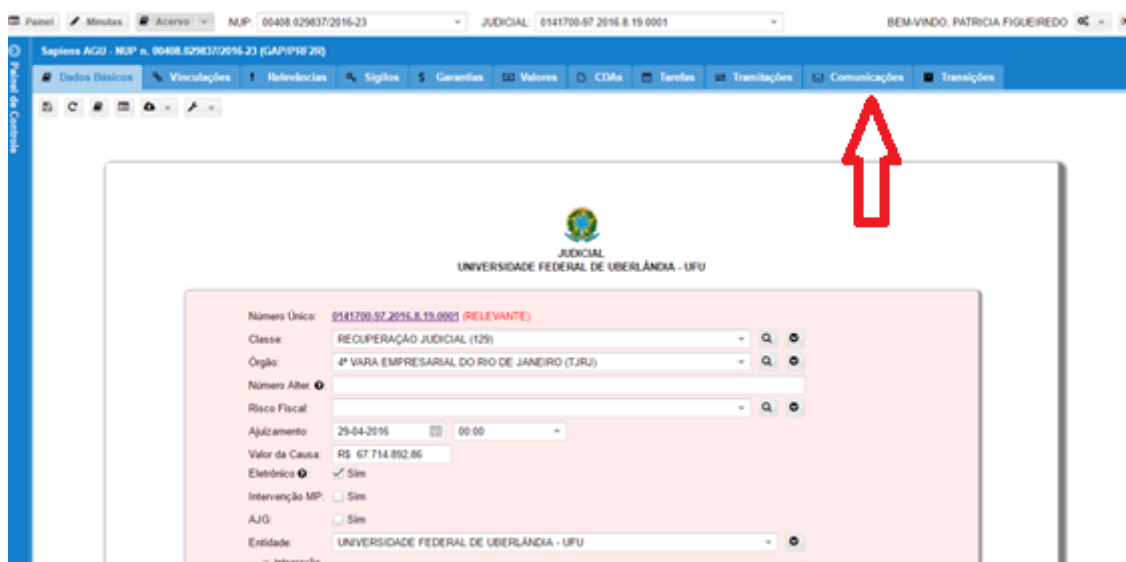 Painel Minutas Acervo NUP: 00408.029837/2016-23 JUDICIAL: 0141700-97.2016.8.19.0001 BEM-VINDO, PATRICIA FIGUEIREDO
Sapiens AGU - NUP n. 00408.029837/2016-23 (GAP/PRF2R)
Painel de Controle
Dados Básicos Vinculações Relevâncias Sigilos Garantias Valores CDAs Tarefas Tramitações Comunicações Transições
JUDICIAL
UNIVERSIDADE FEDERAL DE UBERLÂNDIA - UFU
Número Único: 0141700-97.2016.8.19.0001 (RELEVANTE)
Classe: RECUPERAÇÃO JUDICIAL (129)
Órgão: 4ª VARA EMPRESARIAL DO RIO DE JANEIRO (TJRJ)
Número Alter.
Risco Fiscal:
Ajuizamento: 29-04-2016 00:00
Valor da Causa: R$ 67.714.892,86
Eletrônico: Sim
Intervenção MP: Sim
AJG: Sim
Entidade: UNIVERSIDADE FEDERAL DE UBERLÂNDIA - UFU
Integração